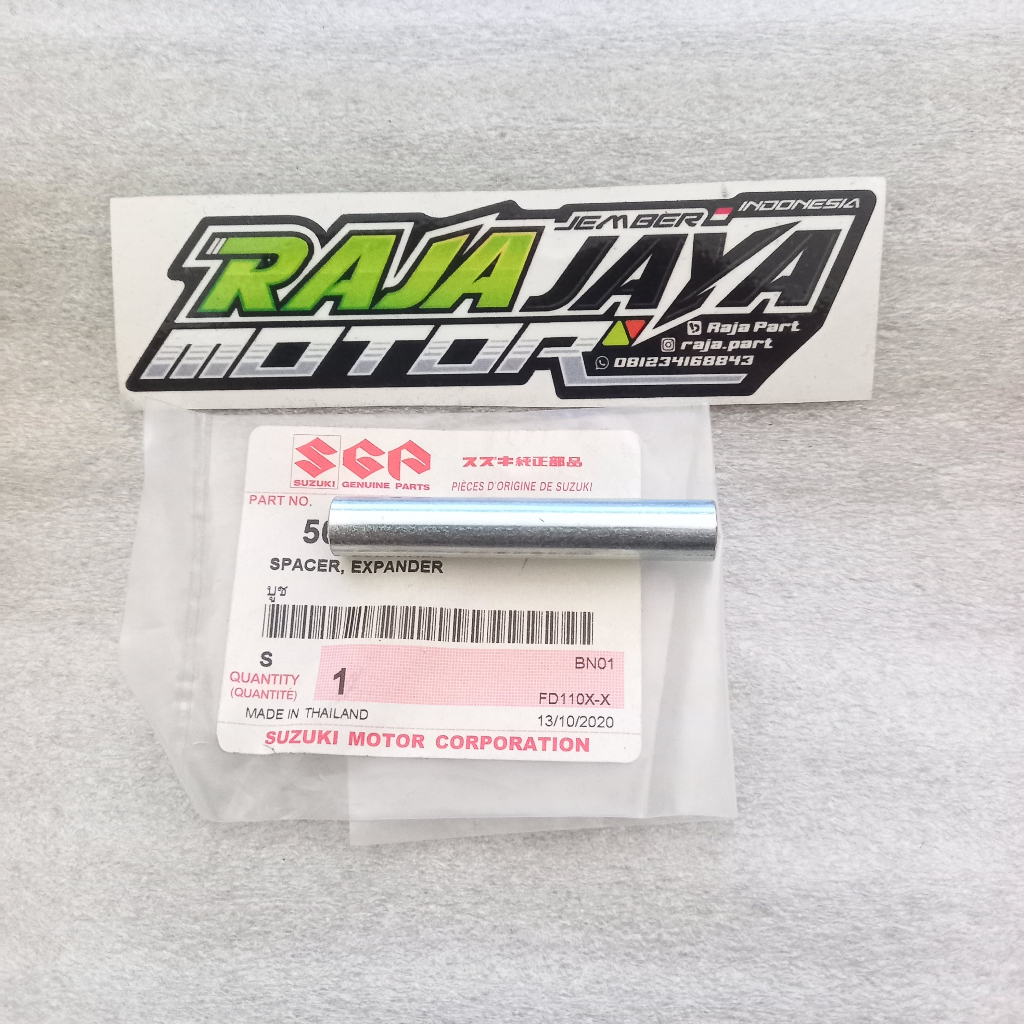 JEMBER INDONESIA
RAJA JAYA
MOTOR
Raja Part
raja.part
081234168843
SGP スズキ純正部品
SUZUKI GENUINE PARTS PIÈCES D'ORIGINE DE SUZUKI
PART NO.
SPACER, EXPANDER
บูช
S 1 BN01
QUANTITY
(QUANTITÉ) FD110X-X
MADE IN THAILAND 13/10/2020
SUZUKI MOTOR CORPORATION